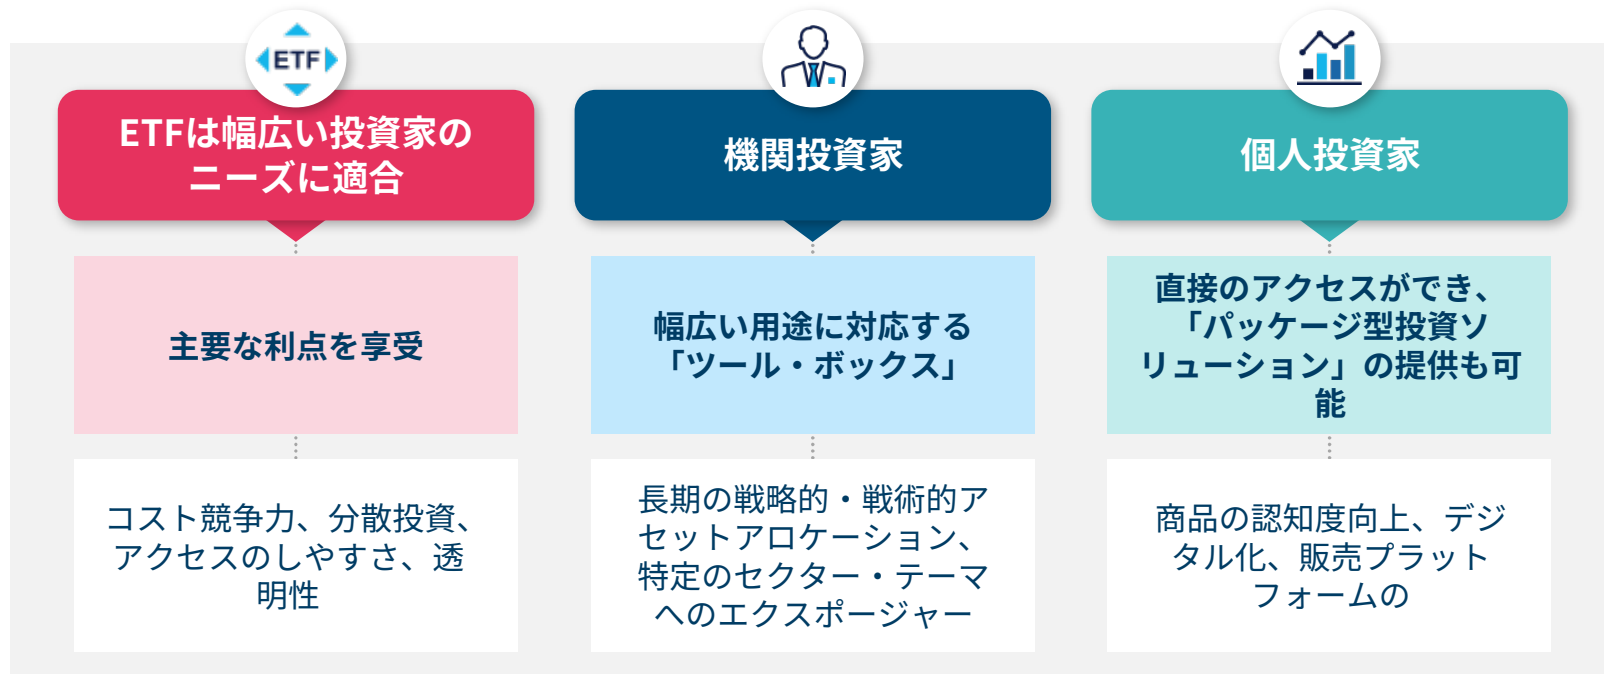 ETF
ETFは幅広い投資家の
ニーズに適合
主要な利点を享受
コスト競争力、分散投資、
アクセスのしやすさ、透
明性
機関投資家
幅広い用途に対応する
「ツール・ボックス」
長期の戦略的・戦術的ア
セットアロケーション、
特定のセクター・テーマ
へのエクスポージャー
個人投資家
直接のアクセスができ、
「パッケージ型投資ソ
リューション」の提供も可
能
商品の認知度向上、デジ
タル化、販売プラット
フォームの